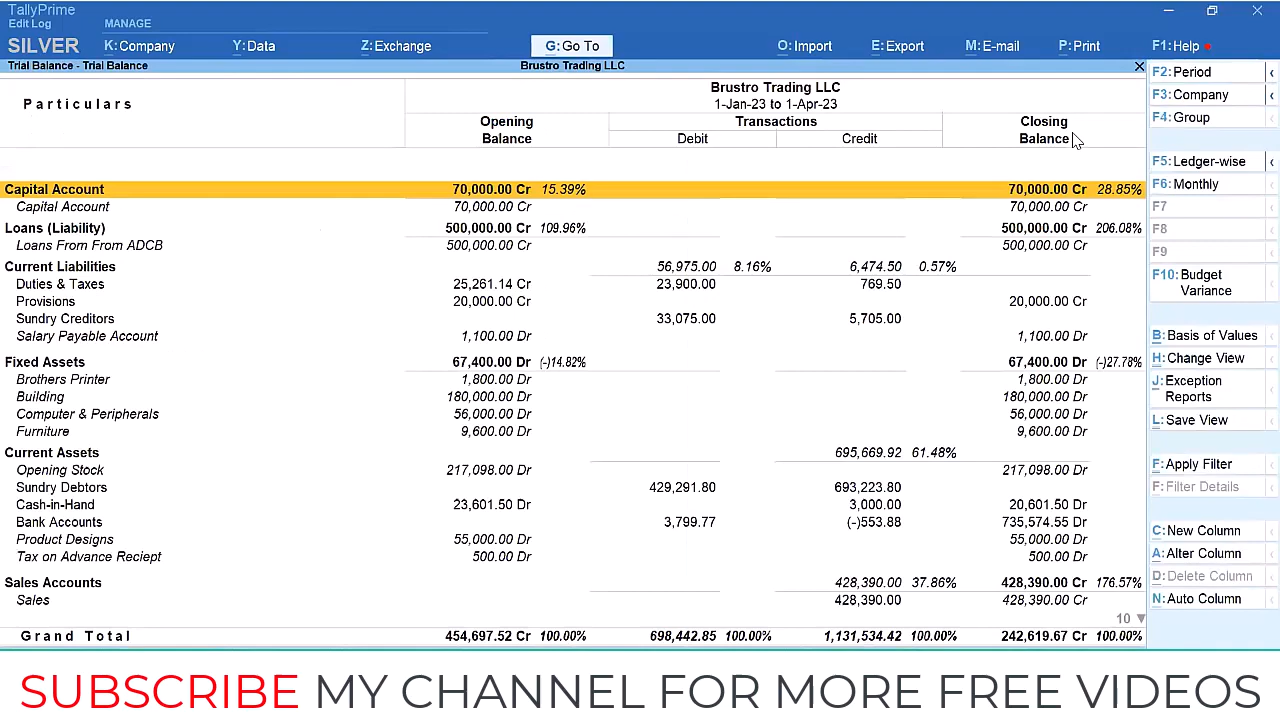 TallyPrime
Edit Log
MANAGE
SILVER K:Company Y:Data Z:Exchange G:Go To O:Import E:Export M:E-mail P:Print F1:Help
Trial Balance - Trial Balance Brustro Trading LLC
Particulars
Brustro Trading LLC
1-Jan-23 to 1-Apr-23
Opening Balance Transactions Closing Balance
Debit Credit
Capital Account 70,000.00 Cr 15.39% 70,000.00 Cr 28.85%
Capital Account 70,000.00 Cr 70,000.00 Cr
Loans (Liability) 500,000.00 Cr 109.96% 500,000.00 Cr 206.08%
Loans From From ADCB 500,000.00 Cr 500,000.00 Cr
Current Liabilities 56,975.00 8.16% 6,474.50 0.57%
Duties & Taxes 25,261.14 Cr 23,900.00 769.50
Provisions 20,000.00 Cr 20,000.00 Cr
Sundry Creditors 33,075.00 5,705.00
Salary Payable Account 1,100.00 Dr 1,100.00 Dr
Fixed Assets 67,400.00 Dr (-)14.82% 67,400.00 Dr (-)27.78%
Brothers Printer 1,800.00 Dr 1,800.00 Dr
Building 180,000.00 Dr 180,000.00 Dr
Computer & Peripherals 56,000.00 Dr 56,000.00 Dr
Furniture 9,600.00 Dr 9,600.00 Dr
Current Assets 695,669.92 61.48%
Opening Stock 217,098.00 Dr 217,098.00 Dr
Sundry Debtors 429,291.80 693,223.80
Cash-in-Hand 23,601.50 Dr 3,000.00 20,601.50 Dr
Bank Accounts 3,799.77 (-)553.88 735,574.55 Dr
Product Designs 55,000.00 Dr 55,000.00 Dr
Tax on Advance Reciept 500.00 Dr 500.00 Dr
Sales Accounts 428,390.00 37.86% 428,390.00 Cr 176.57%
Sales 428,390.00 428,390.00 Cr
10
Grand Total 454,697.52 Cr 100.00% 698,442.85 100.00% 1,131,534.42 100.00% 242,619.67 Cr 100.00%
F2:Period
F3:Company
F4:Group
F5:Ledger-wise
F6:Monthly
F7
F8
F9
F10:Budget
Variance
B:Basis of Values
H:Change View
J:Exception
Reports
L:Save View
F:Apply Filter
F:Filter Details
C:New Column
A:Alter Column
D:Delete Column
N:Auto Column
SUBSCRIBE MY CHANNEL FOR MORE FREE VIDEOS